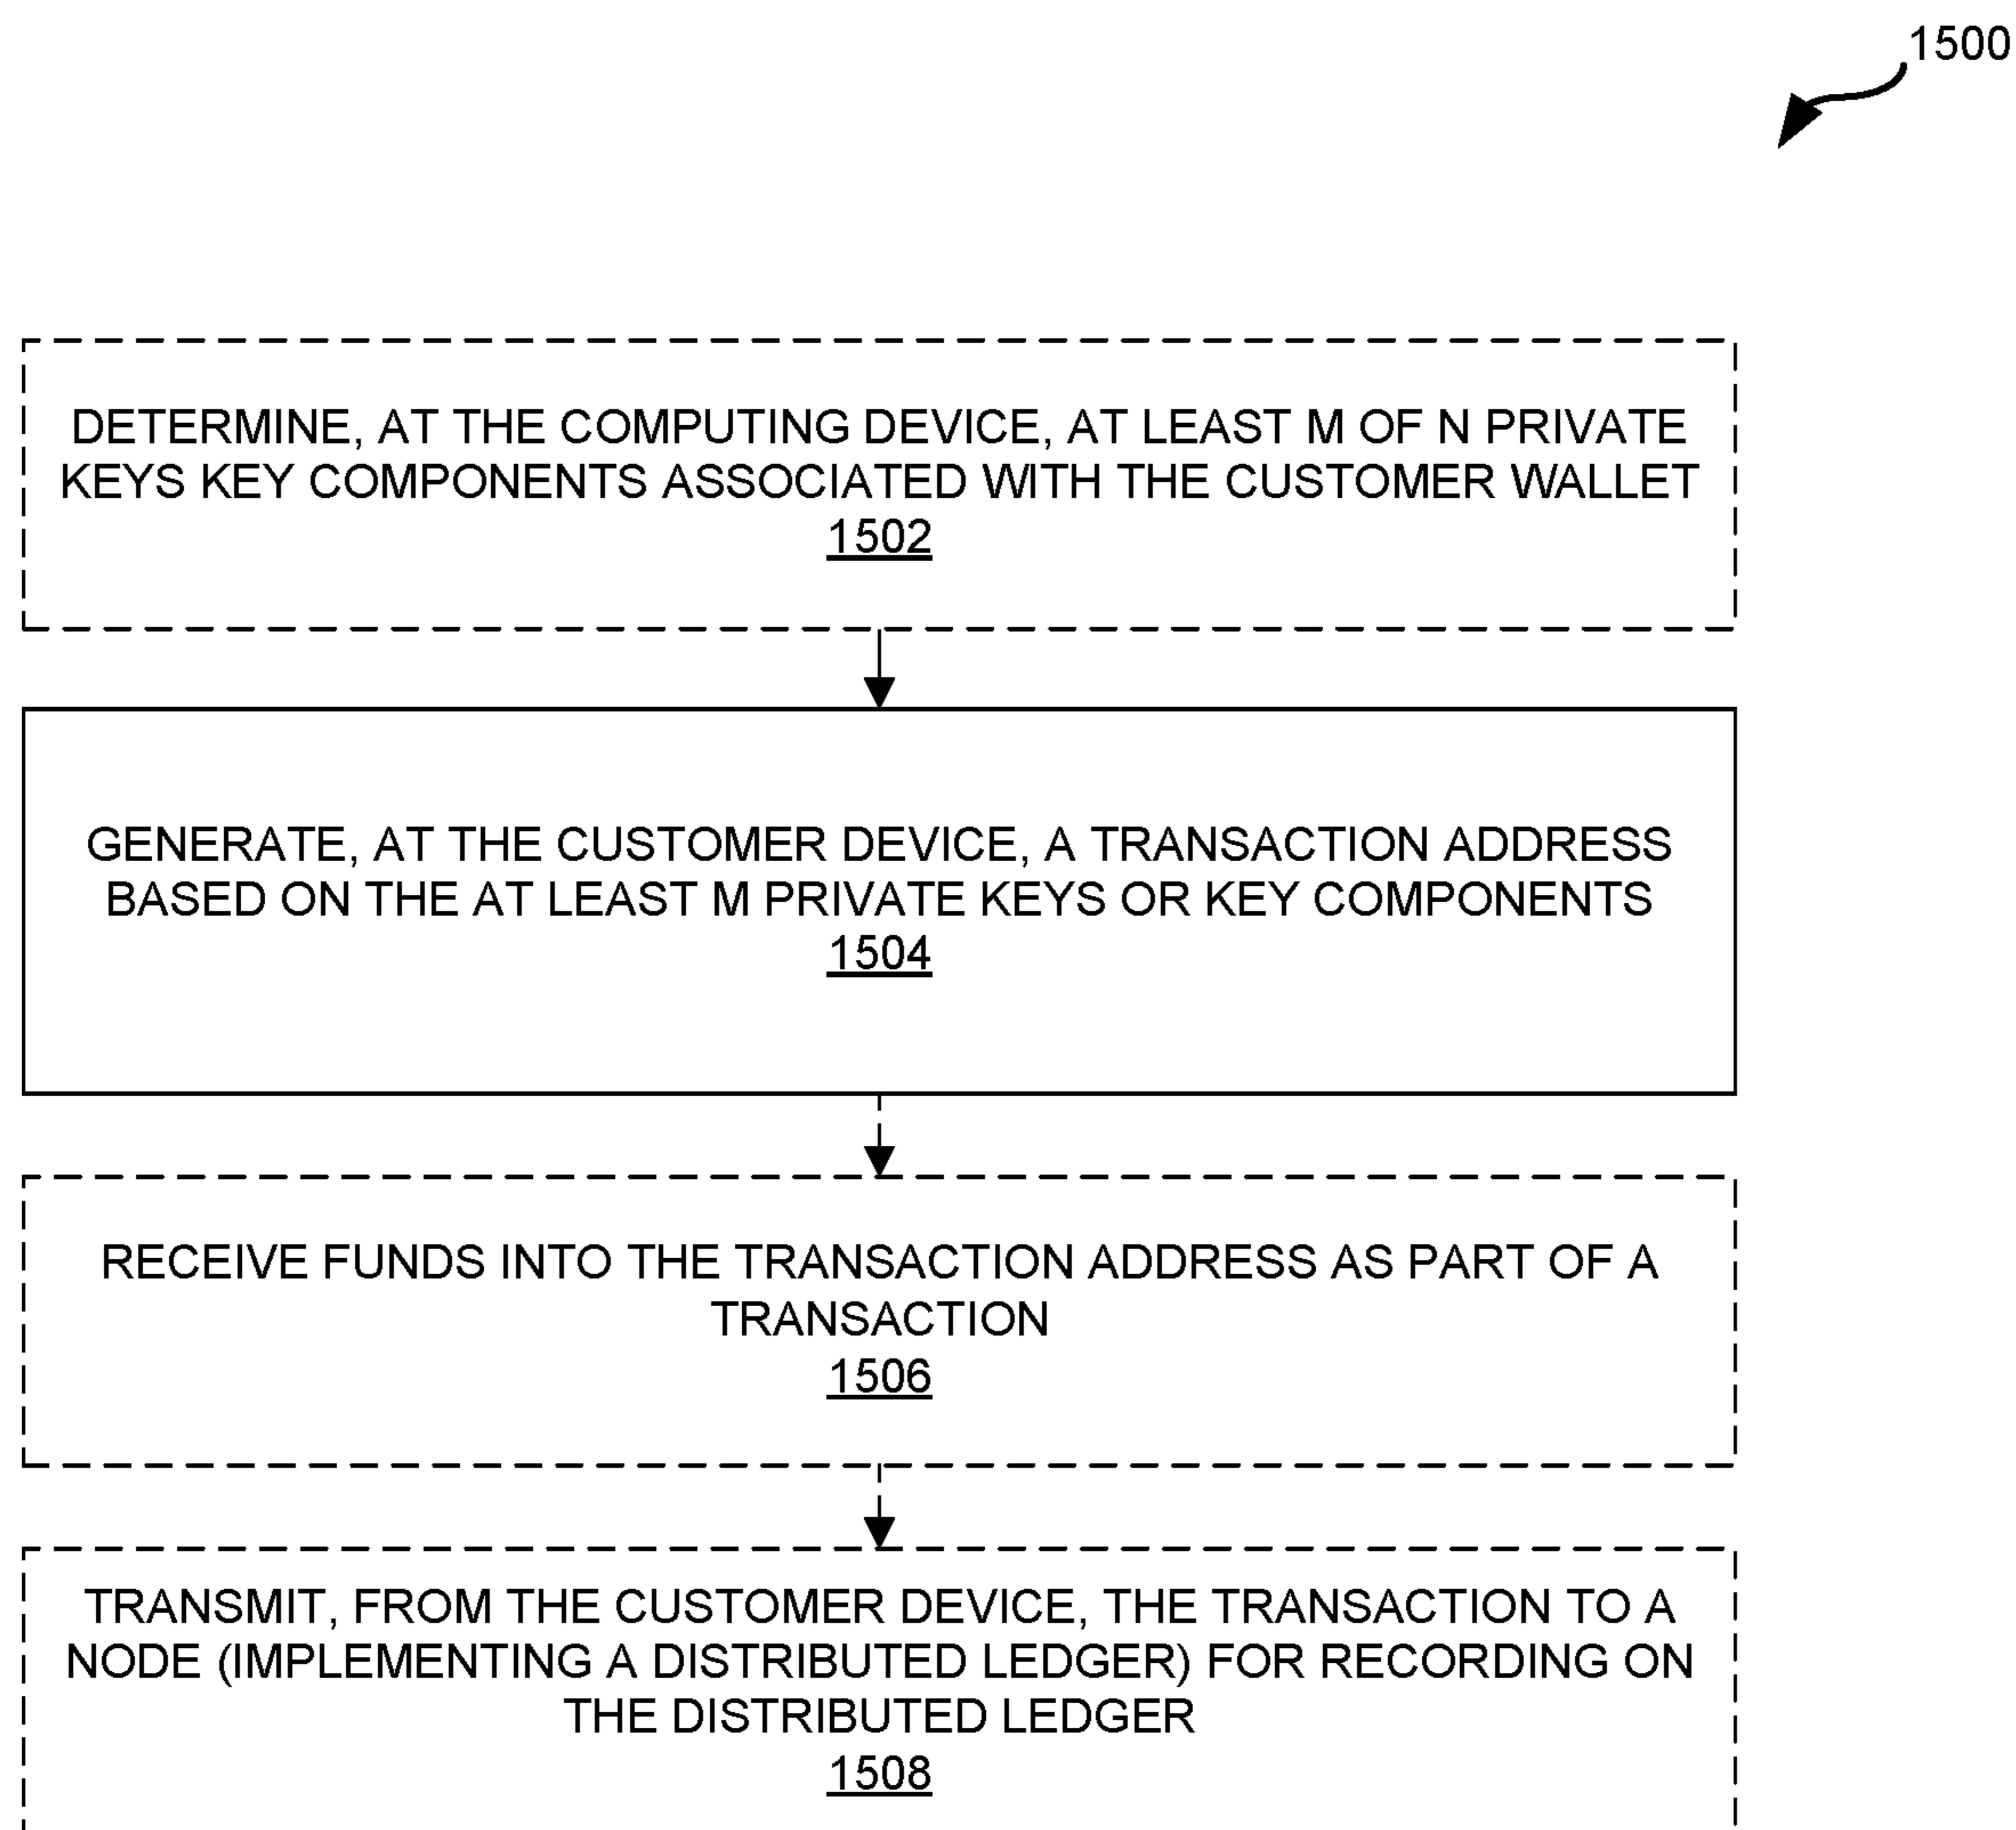 1500
DETERMINE, AT THE COMPUTING DEVICE, AT LEAST M OF N PRIVATE
KEYS KEY COMPONENTS ASSOCIATED WITH THE CUSTOMER WALLET
1502
GENERATE, AT THE CUSTOMER DEVICE, A TRANSACTION ADDRESS
BASED ON THE AT LEAST M PRIVATE KEYS OR KEY COMPONENTS
1504
RECEIVE FUNDS INTO THE TRANSACTION ADDRESS AS PART OF A
TRANSACTION
1506
TRANSMIT, FROM THE CUSTOMER DEVICE, THE TRANSACTION TO A
NODE (IMPLEMENTING A DISTRIBUTED LEDGER) FOR RECORDING ON
THE DISTRIBUTED LEDGER
1508